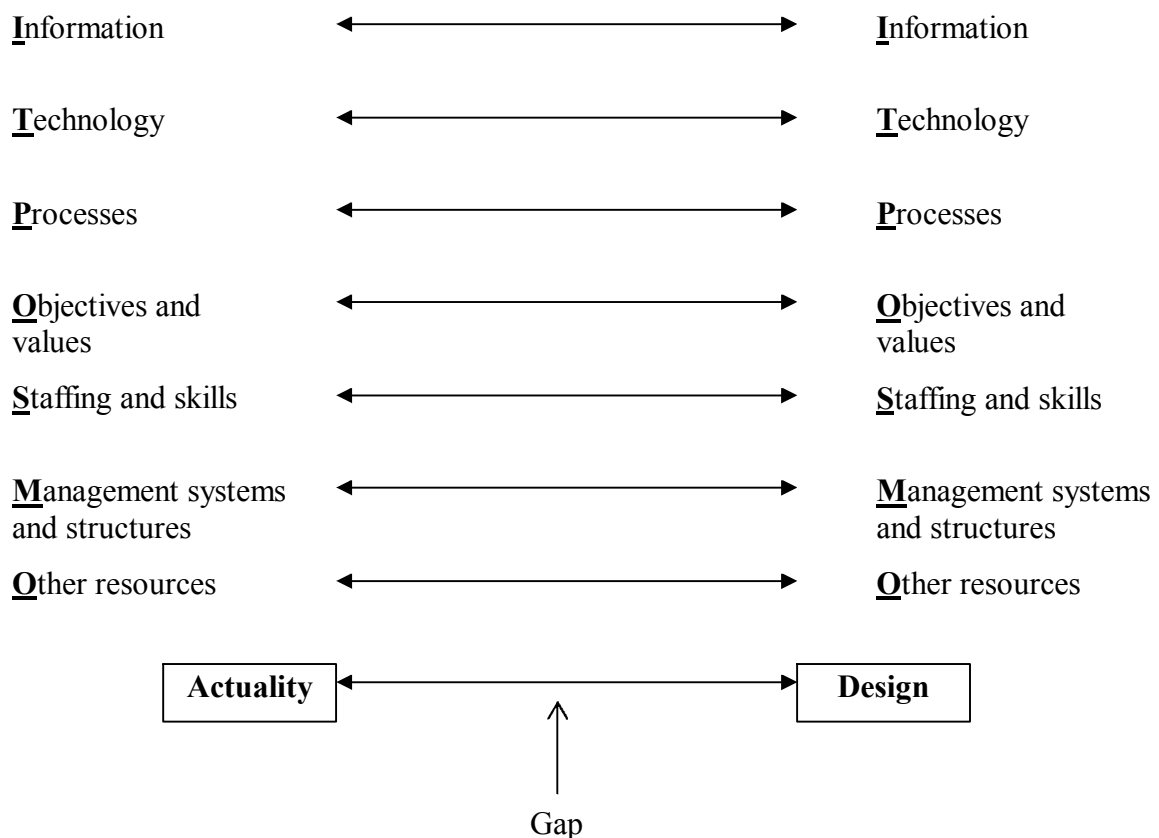 Information Information
Technology Technology
Processes Processes
Objectives and Objectives and
values values
Staffing and skills Staffing and skills
Management systems Management systems
and structures and structures
Other resources Other resources
Actuality Design
Gap